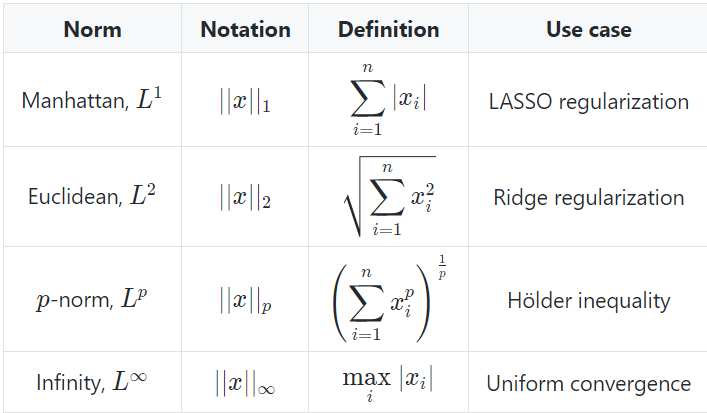 Norm Notation Definition Use case
Manhattan, $L^1$ $||x||_1$ $\sum_{i=1}^{n} |x_i|$ LASSO regularization
Euclidean, $L^2$ $||x||_2$ $\sqrt{\sum_{i=1}^{n} x_i^2}$ Ridge regularization
$p$-norm, $L^p$ $||x||_p$ $\left(\sum_{i=1}^{n} x_i^p\right)^{\frac{1}{p}}$ Hölder inequality
Infinity, $L^\infty$ $||x||_\infty$ $\max_i |x_i|$ Uniform convergence